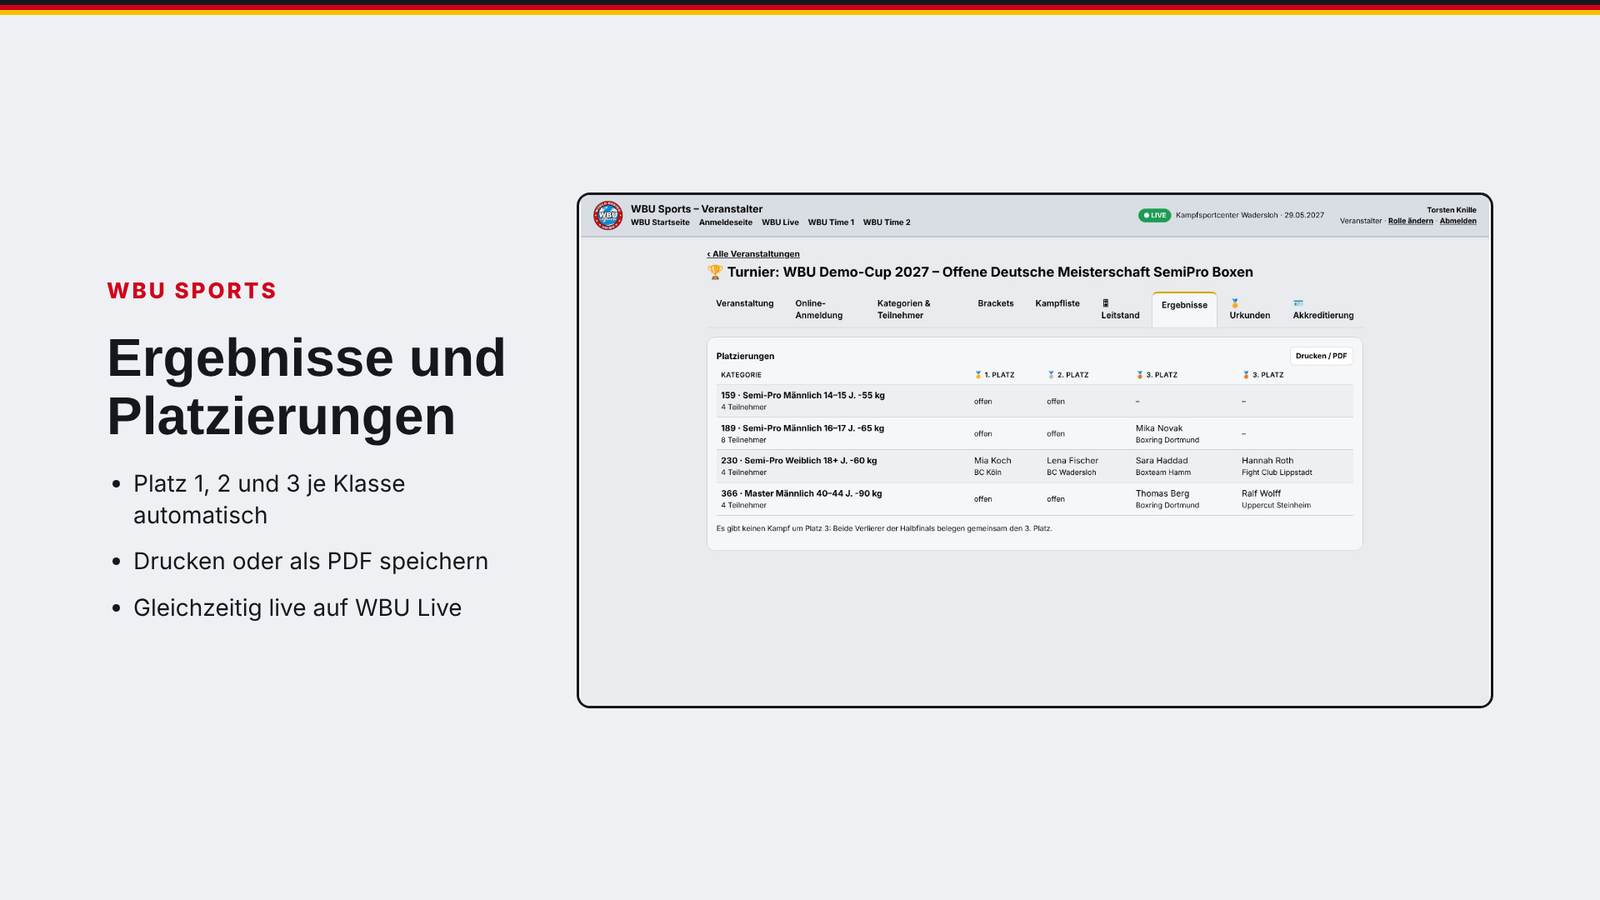 WBU SPORTS
Ergebnisse und
Platzierungen
• Platz 1, 2 und 3 je Klasse
automatisch
• Drucken oder als PDF speichern
• Gleichzeitig live auf WBU Live
WBU
WBU Sports – Veranstalter
WBU Startseite Anmeldeseite WBU Live WBU Time 1 WBU Time 2
● LIVE Kampfsportcenter Wadersloh · 29.05.2027
Torsten Knille
Veranstalter · Rolle ändern · Abmelden
‹ Alle Veranstaltungen
🏆 Turnier: WBU Demo-Cup 2027 – Offene Deutsche Meisterschaft SemiPro Boxen
Veranstaltung
Online-
Anmeldung
Kategorien &
Teilnehmer
Brackets
Kampfliste
Leitstand
Ergebnisse
Urkunden
Akkreditierung
Platzierungen
Drucken / PDF
KATEGORIE 🥇 1. PLATZ 🥈 2. PLATZ 🥉 3. PLATZ 🥉 3. PLATZ
159 · Semi-Pro Männlich 14–15 J. -55 kg
4 Teilnehmer
offen offen – –
189 · Semi-Pro Männlich 16–17 J. -65 kg
8 Teilnehmer
offen offen
Mika Novak
Boxring Dortmund
–
230 · Semi-Pro Weiblich 18+ J. -60 kg
4 Teilnehmer
Mia Koch
BC Köln
Lena Fischer
BC Wadersloh
Sara Haddad
Boxteam Hamm
Hannah Roth
Fight Club Lippstadt
366 · Master Männlich 40–44 J. -90 kg
4 Teilnehmer
offen offen
Thomas Berg
Boxring Dortmund
Ralf Wolff
Uppercut Steinheim
Es gibt keinen Kampf um Platz 3: Beide Verlierer der Halbfinals belegen gemeinsam den 3. Platz.